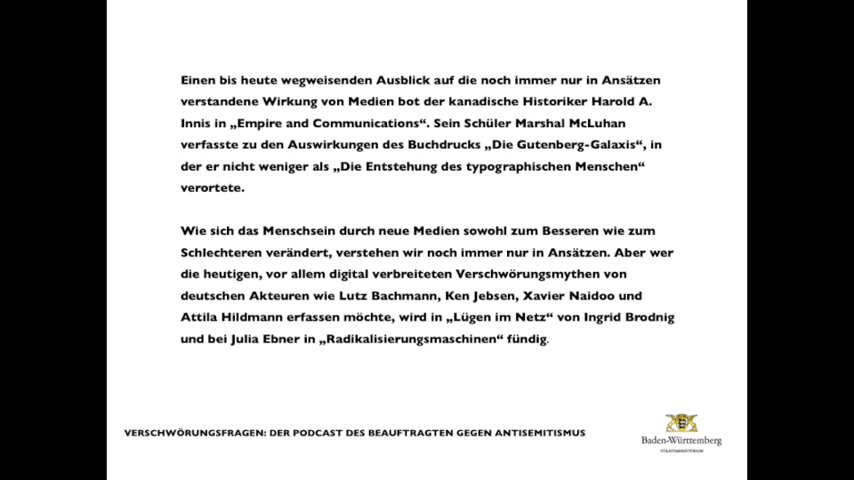 Einen bis heute wegweisenden Ausblick auf die noch immer nur in Ansätzen
verstandene Wirkung von Medien bot der kanadische Historiker Harold A.
Innis in „Empire and Communications“. Sein Schüler Marshal McLuhan
verfasste zu den Auswirkungen des Buchdrucks „Die Gutenberg-Galaxis“, in
der er nicht weniger als „Die Entstehung des typographischen Menschen“
verortete.
Wie sich das Menschsein durch neue Medien sowohl zum Besseren wie zum
Schlechteren verändert, verstehen wir noch immer nur in Ansätzen. Aber wer
die heutigen, vor allem digital verbreiteten Verschwörungsmythen von
deutschen Akteuren wie Lutz Bachmann, Ken Jebsen, Xavier Naidoo und
Attila Hildmann erfassen möchte, wird in „Lügen im Netz“ von Ingrid Brodnig
und bei Julia Ebner in „Radikalisierungsmaschinen“ fündig.
VERSCHWÖRUNGSFRAGEN: DER PODCAST DES BEAUFTRAGTEN GEGEN ANTISEMITISMUS
Baden-Württemberg
STAATSMINISTERIUM